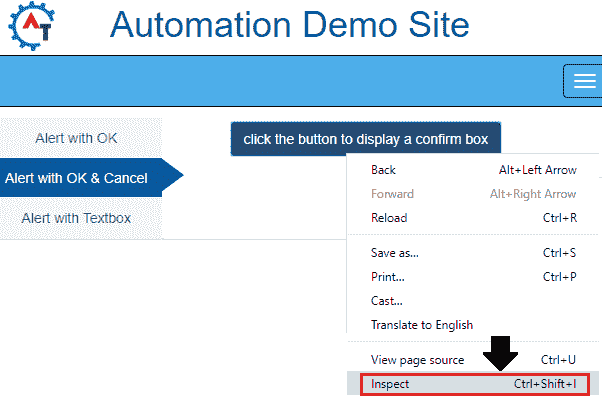 AT
Automation Demo Site
Alert with OK
click the button to display a confirm box
Alert with OK & Cancel
Alert with Textbox
Back Alt+Left Arrow
Forward Alt+Right Arrow
Reload Ctrl+R
Save as... Ctrl+S
Print... Ctrl+P
Cast...
Translate to English
View page source Ctrl+U
Inspect Ctrl+Shift+I